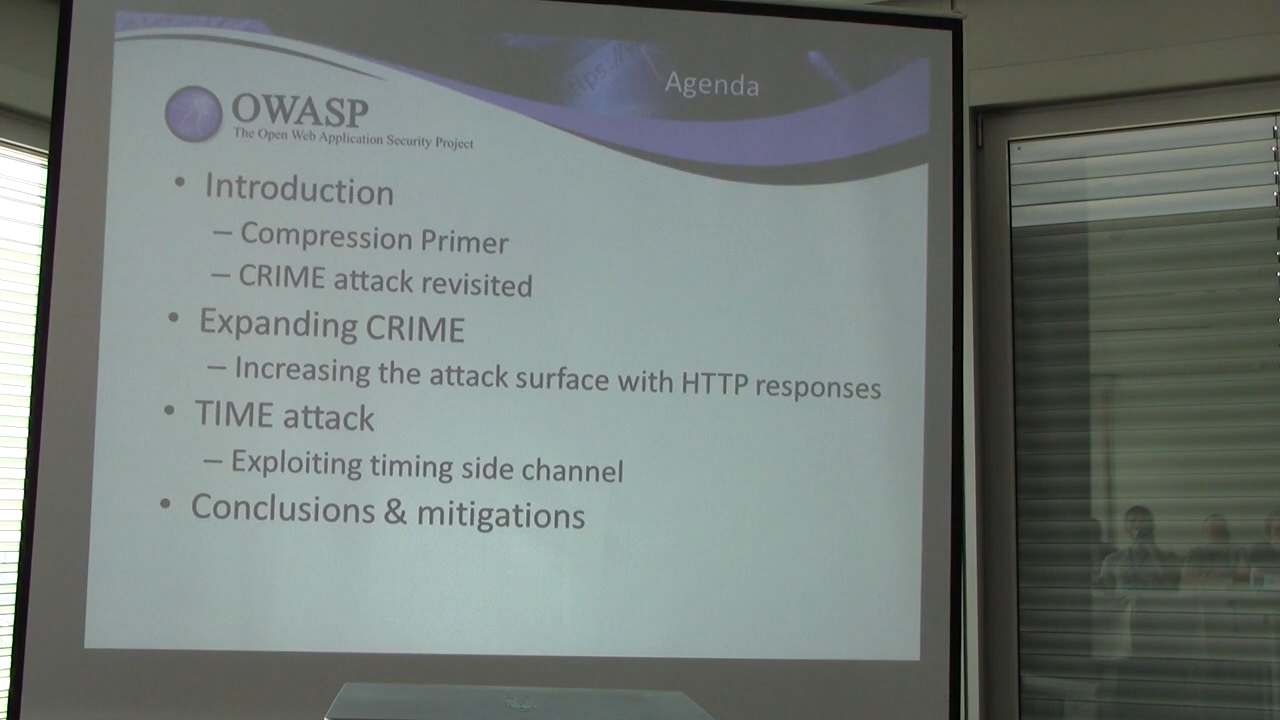 Agenda
OWASP
The Open Web Application Security Project
• Introduction
– Compression Primer
– CRIME attack revisited
• Expanding CRIME
– Increasing the attack surface with HTTP responses
• TIME attack
– Exploiting timing side channel
• Conclusions & mitigations